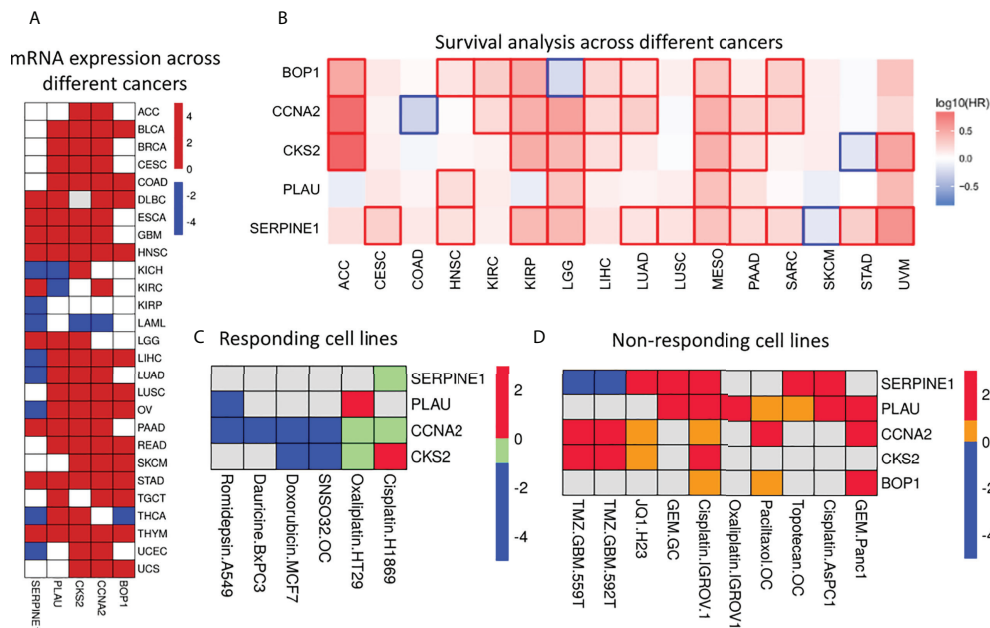 A
mRNA expression across
different cancers
ACC
BLCA
BRCA
CESC
COAD
DLBC
ESCA
GBM
HNSC
KICH
KIRC
KIRP
LAML
LGG
LIHC
LUAD
LUSC
OV
PAAD
READ
SKCM
STAD
TGCT
THCA
THYM
UCEC
UCS
SERPINE
PLAU
CKS2
CCNA2
BOP1
4
2
0
-2
-4
B
Survival analysis across different cancers
BOP1
CCNA2
CKS2
PLAU
SERPINE1
ACC
CESC
COAD
HNSC
KIRC
KIRP
LGG
LIHC
LUAD
LUSC
MESO
PAAD
SARC
SKCM
STAD
UVM
log10(HR)
0.5
0.0
-0.5
C
Responding cell lines
SERPINE1
PLAU
CCNA2
CKS2
Romidepsin.A549
Dauricine.BxPC3
Doxorubicin.MCF7
SNSO32.OC
Oxaliplatin.HT29
Cisplatin.H1869
2
0
-2
-4
D
Non-responding cell lines
SERPINE1
PLAU
CCNA2
CKS2
BOP1
TMZ.GBM.559T
TMZ.GBM.592T
JQ1.H23
GEM.GC
Cisplatin.IGROV.1
Oxaliplatin.IGROV1
Paciltaxol.OC
Topotecan.OC
Cisplatin.AsPC1
GEM.Panc1
2
0
-2
-4